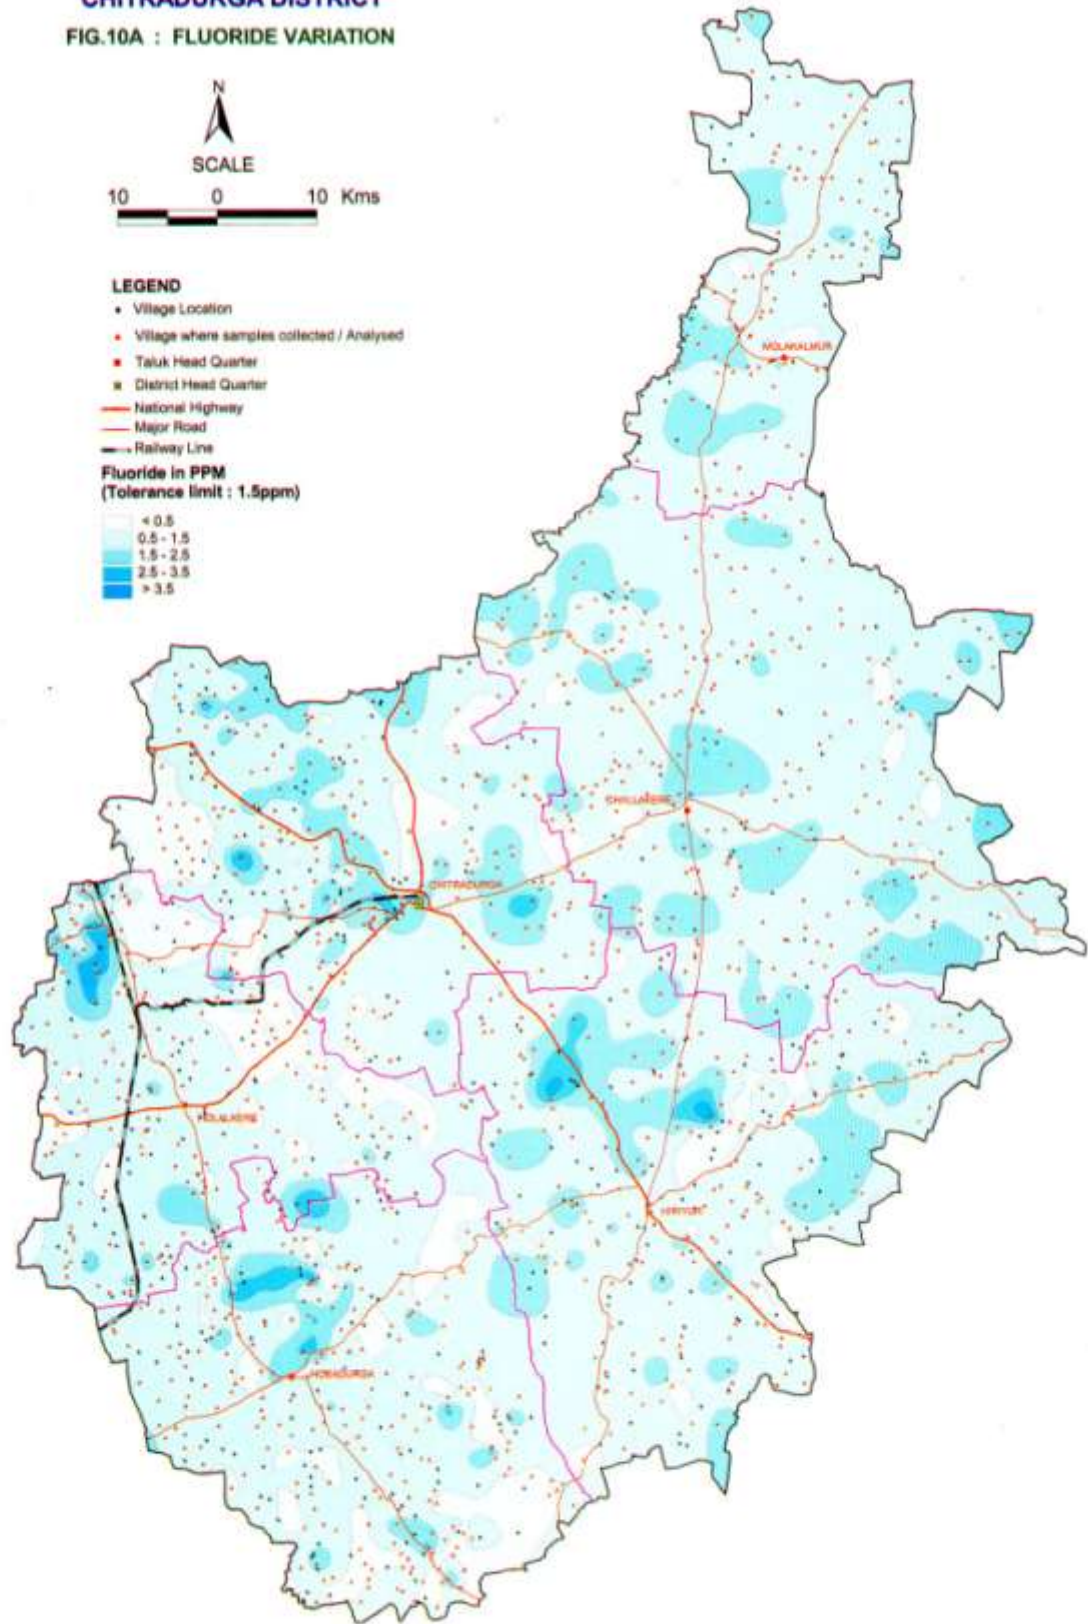 CHITRADURGA DISTRICT
FIG.10A : FLUORIDE VARIATION
N
SCALE
10 0 10 Kms
LEGEND
Village Location
Village where samples collected / Analysed
Taluk Head Quarter
District Head Quarter
National Highway
Major Road
Railway Line
Fluoride in PPM
(Tolerance limit : 1.5ppm)
< 0.5
0.5 - 1.5
1.5 - 2.5
2.5 - 3.5
> 3.5
MOLAKALMUR
CHALLAKERE
CHITRADURGA
HOLALKERE
HIRIYUR
HOSADURGA